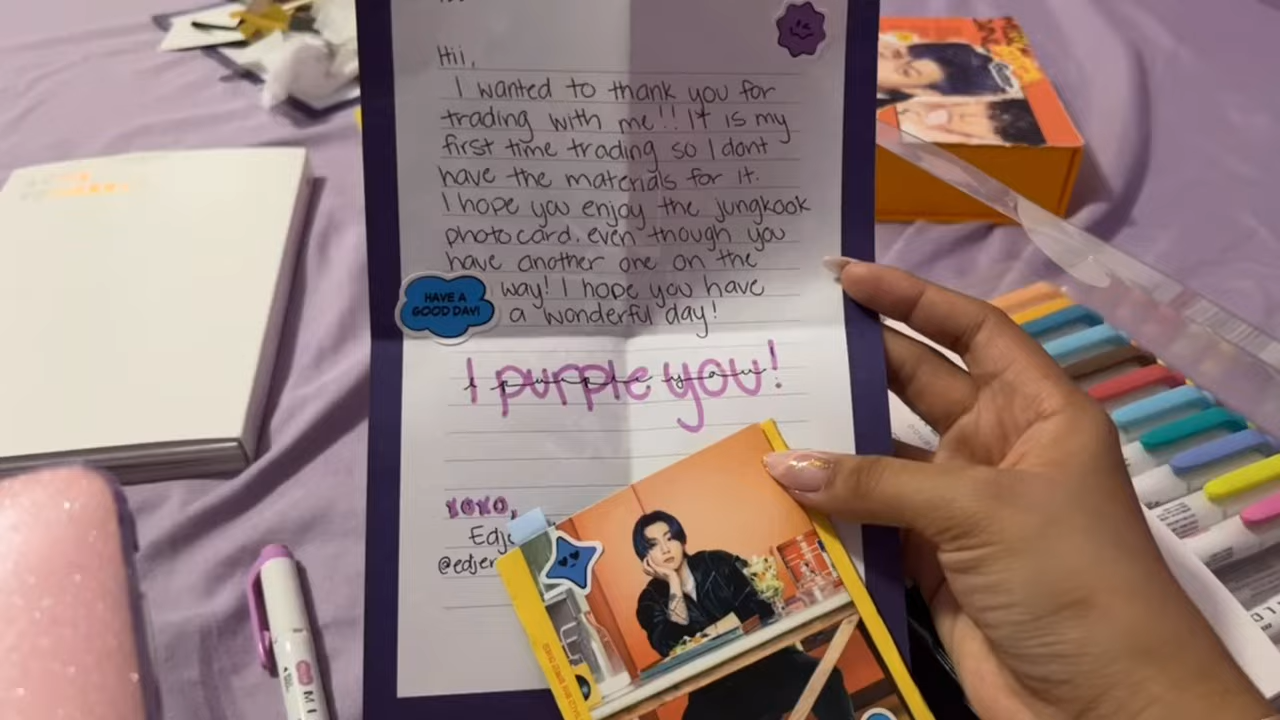 Hii,
I wanted to thank you for
trading with me!! It is my
first time trading so I dont
have the materials for it.
I hope you enjoy the jungkook
photocard. even though you
have another one on the
way! I hope you have
a wonderful day!
HAVE A
GOOD DAY!
I purple you!
i purple you!
xoxo,